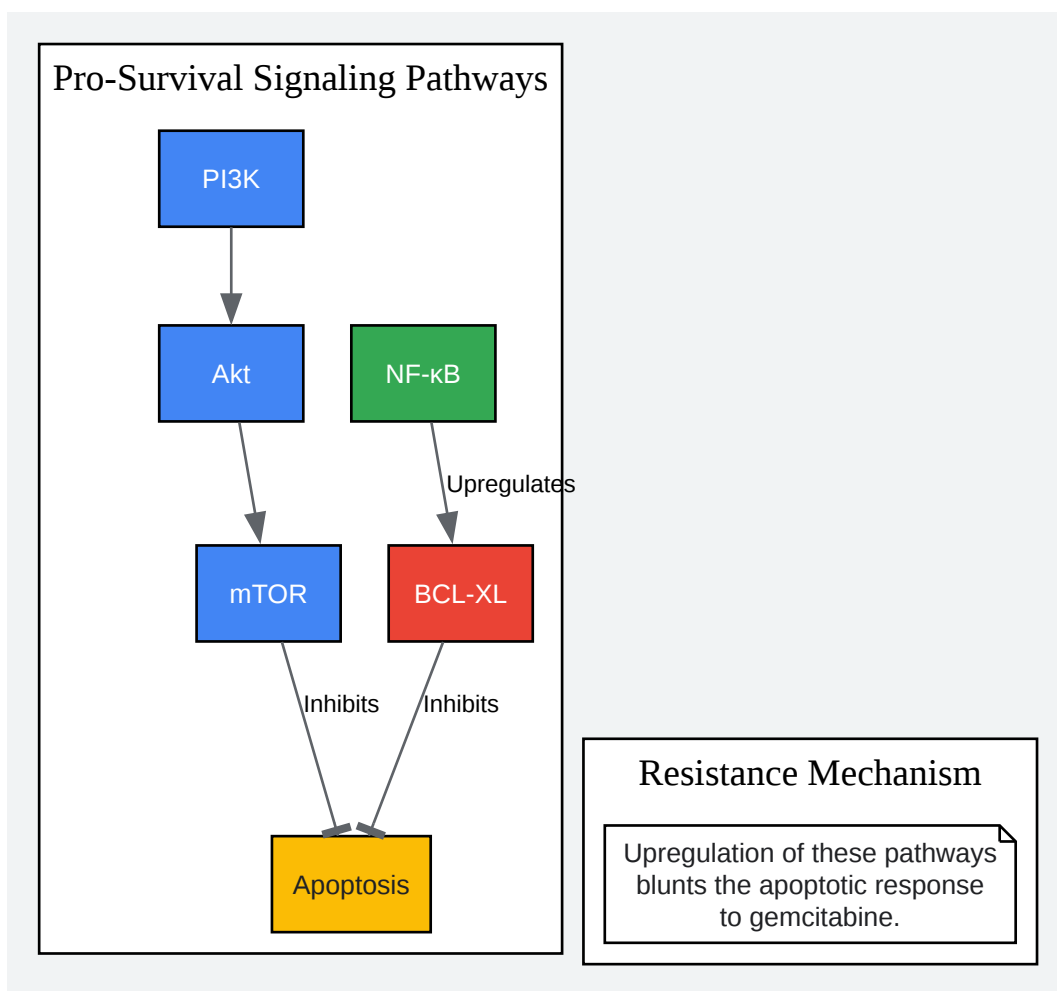 Pro-Survival Signaling Pathways
PI3K
Akt
NF-κB
Upregulates
mTOR
BCL-XL
Inhibits
Inhibits
Apoptosis
Resistance Mechanism
Upregulation of these pathways
blunts the apoptotic response
to gemcitabine.